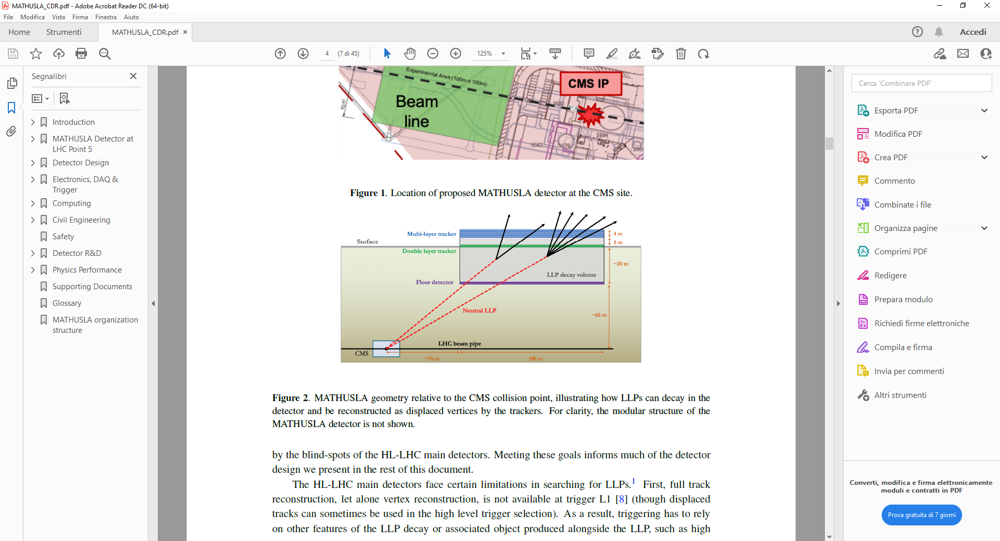 MATHUSLA_CDR.pdf - Adobe Acrobat Reader DC (64-bit)
File Modifica Vista Firma Finestra Aiuto
Home Strumenti MATHUSLA_CDR.pdf
Accedi
4 (7 di 45) 125%
Segnalibri
Introduction
MATHUSLA Detector at
LHC Point 5
Detector Design
Electronics, DAQ &
Trigger
Computing
Civil Engineering
Safety
Detector R&D
Physics Performance
Supporting Documents
Glossary
MATHUSLA organization
structure
Experimental Area (100m x 100m)
CMS IP
Beam
line
42,41
3582
3578
3594
Figure 1. Location of proposed MATHUSLA detector at the CMS site.
Multi-layer tracker
4 m
Surface
5 m
Double layer tracker
~20 m
LLP decay volume
Floor detector
Neutral LLP
~60 m
LHC beam pipe
CMS
~70 m
100 m
Figure 2. MATHUSLA geometry relative to the CMS collision point, illustrating how LLPs can decay in the
detector and be reconstructed as displaced vertices by the trackers. For clarity, the modular structure of the
MATHUSLA detector is not shown.
by the blind-spots of the HL-LHC main detectors. Meeting these goals informs much of the detector
design we present in the rest of this document.
The HL-LHC main detectors face certain limitations in searching for LLPs.1 First, full track
reconstruction, let alone vertex reconstruction, is not available at trigger L1 [8] (though displaced
tracks can sometimes be used in the high level trigger selection). As a result, triggering has to rely
on other features of the LLP decay or associated object produced alongside the LLP, such as high
Cerca 'Combinare PDF'
Esporta PDF
Modifica PDF
Crea PDF
Commento
Combinate i file
Organizza pagine
Comprimi PDF
Redigere
Prepara modulo
Richiedi firme elettroniche
Compila e firma
Invia per commenti
Altri strumenti
Converti, modifica e firma elettronicamente
moduli e contratti in PDF
Prova gratuita di 7 giorni